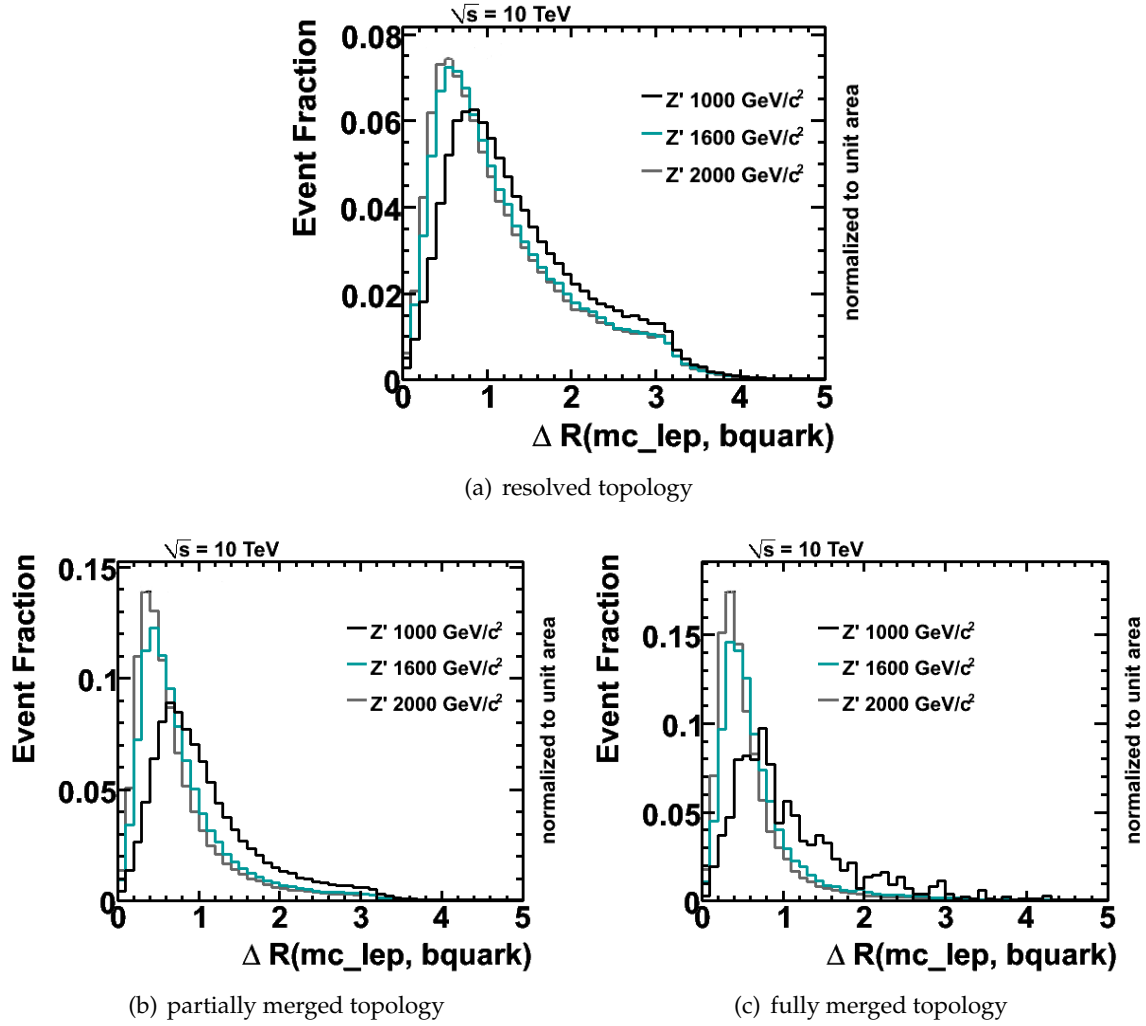 √s = 10 TeV
0.08
0.06
0.04
0.02
0
Event Fraction
Z' 1000 GeV/c²
Z' 1600 GeV/c²
Z' 2000 GeV/c²
normalized to unit area
0 1 2 3 4 5
Δ R(mc_lep, bquark)
(a) resolved topology
√s = 10 TeV
0.15
0.1
0.05
0
Event Fraction
Z' 1000 GeV/c²
Z' 1600 GeV/c²
Z' 2000 GeV/c²
normalized to unit area
0 1 2 3 4 5
Δ R(mc_lep, bquark)
(b) partially merged topology
√s = 10 TeV
0.15
0.1
0.05
0
Event Fraction
Z' 1000 GeV/c²
Z' 1600 GeV/c²
Z' 2000 GeV/c²
normalized to unit area
0 1 2 3 4 5
Δ R(mc_lep, bquark)
(c) fully merged topology